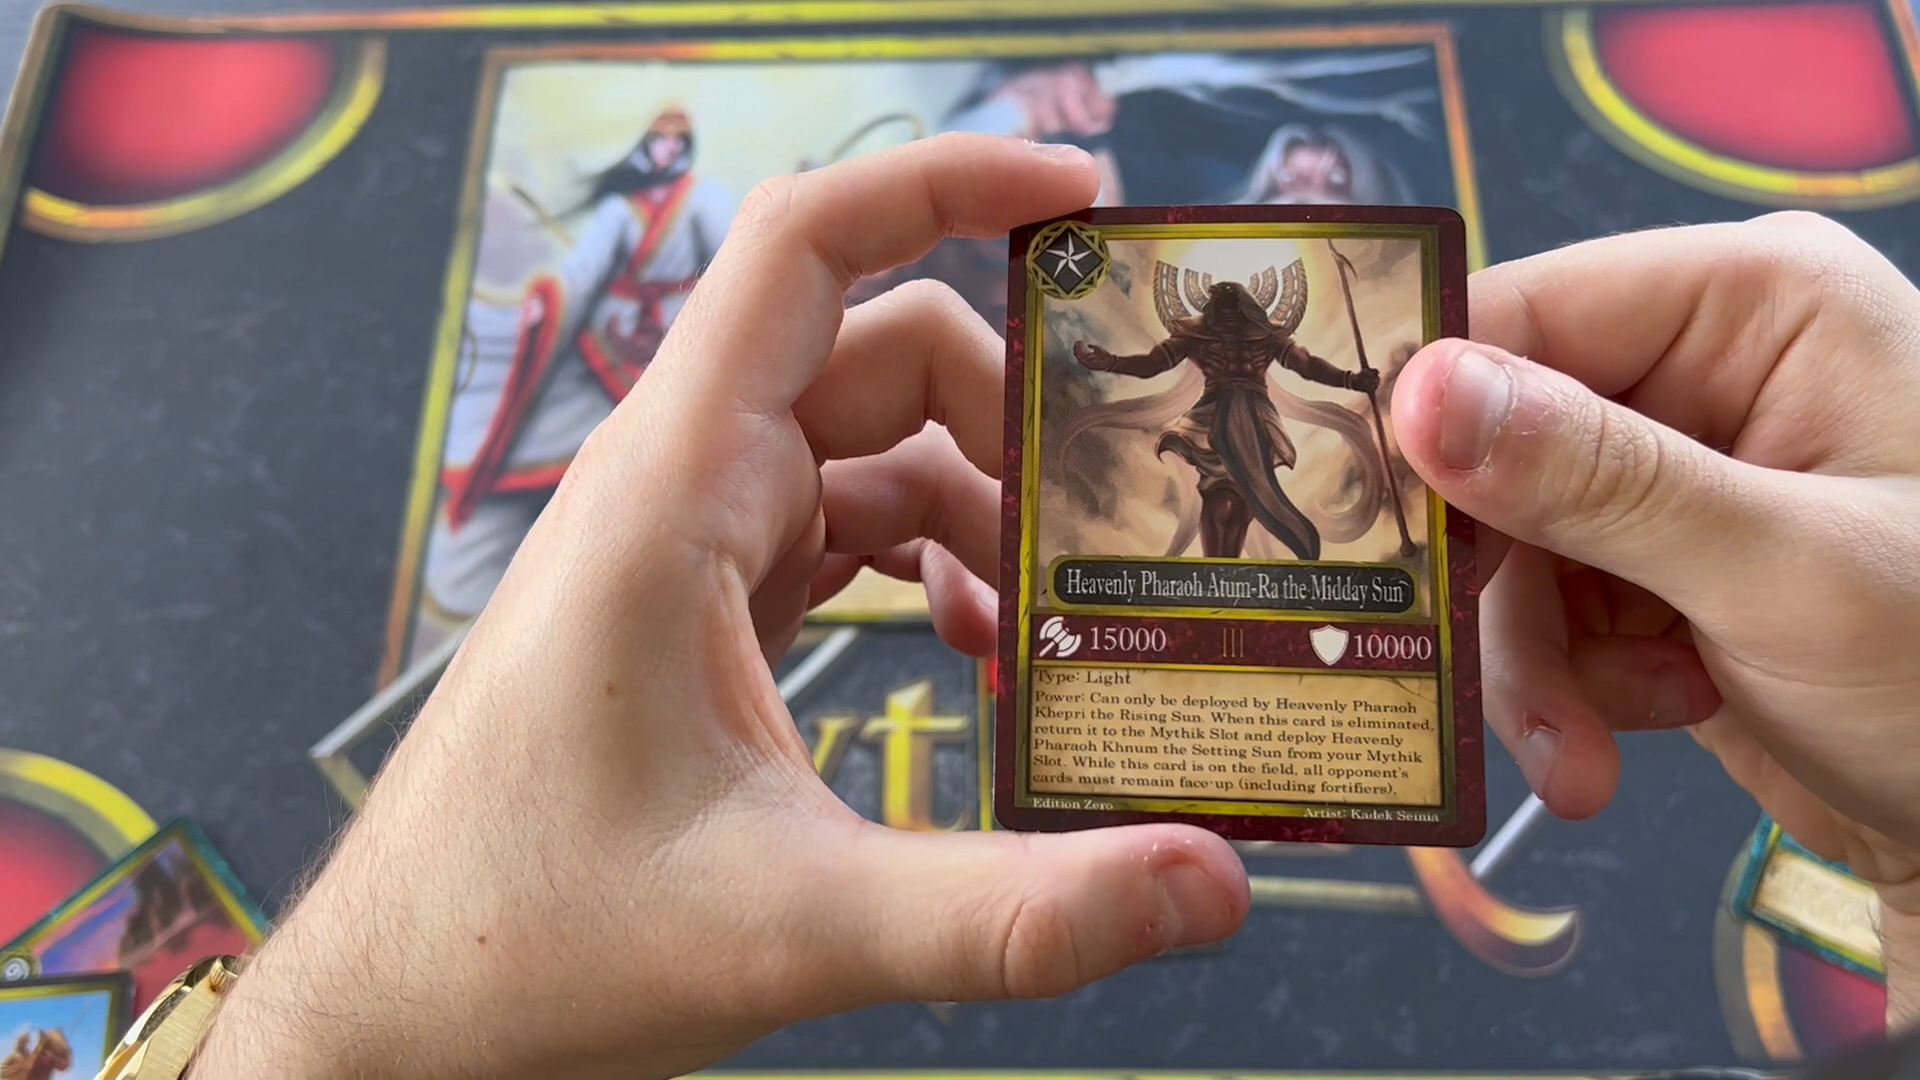 Heavenly Pharaoh Atum-Ra the Midday Sun
15000 III 10000
Type: Light
Power: Can only be deployed by Heavenly Pharaoh
Khepri the Rising Sun. When this card is eliminated,
return it to the Mythik Slot and deploy Heavenly
Pharaoh Khnum the Setting Sun from your Mythik
Slot. While this card is on the field, all opponent's
cards must remain face-up (including fortifiers).
Edition Zero
Artist: Kadek Semia